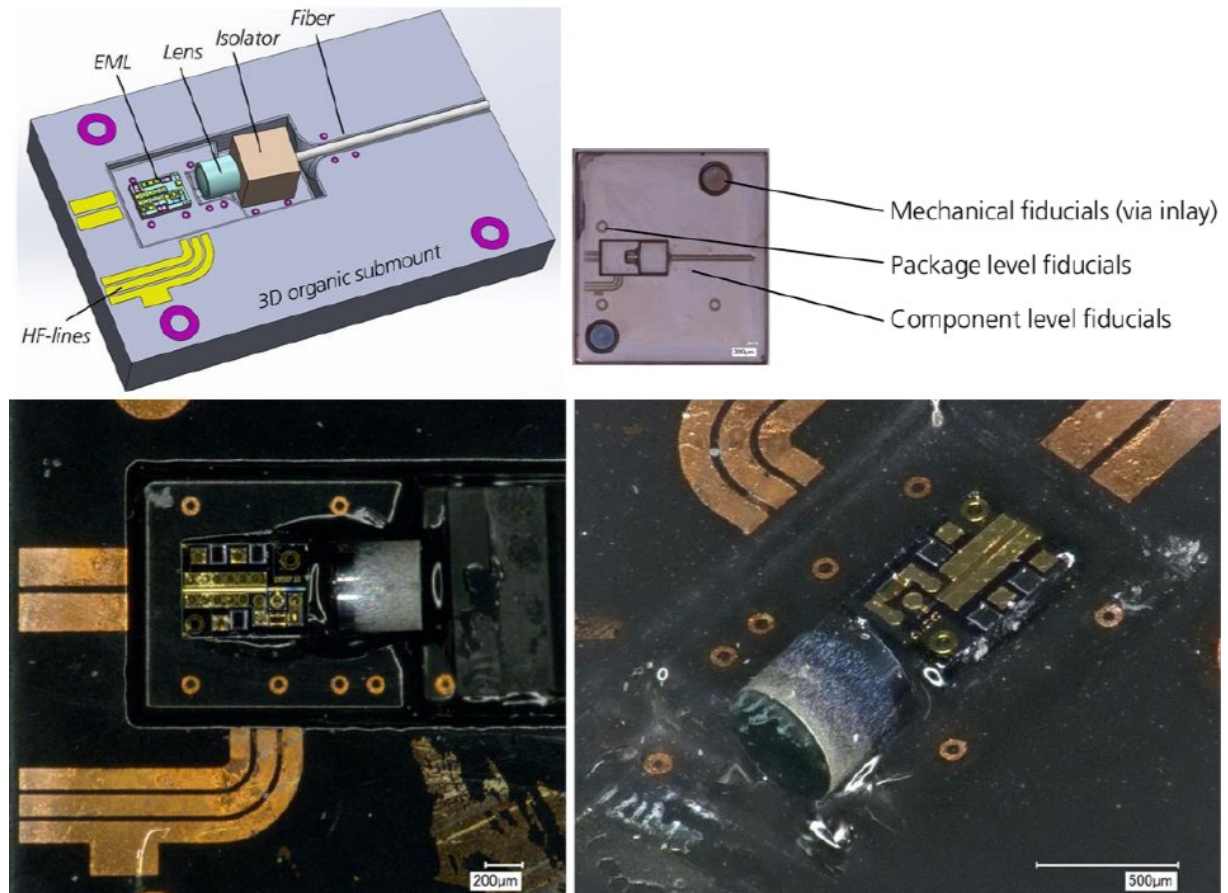 Fiber
Isolator
Lens
EML
3D organic submount
HF-lines
Mechanical fiducials (via inlay)
Package level fiducials
Component level fiducials
200µm
500µm